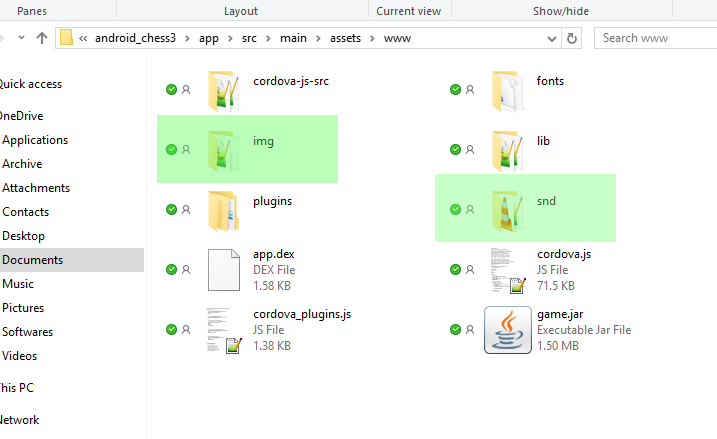 Panes Layout Current view Show/hide
« android_chess3 > app > src > main > assets > www Search www
Quick access
OneDrive
Applications
Archive
Attachments
Contacts
Desktop
Documents
Music
Pictures
Softwares
Videos
This PC
Network
cordova-js-src fonts
img lib
plugins snd
app.dex cordova.js
DEX File JS File
1.58 KB 71.5 KB
cordova_plugins.js game.jar
JS File Executable Jar File
1.38 KB 1.50 MB